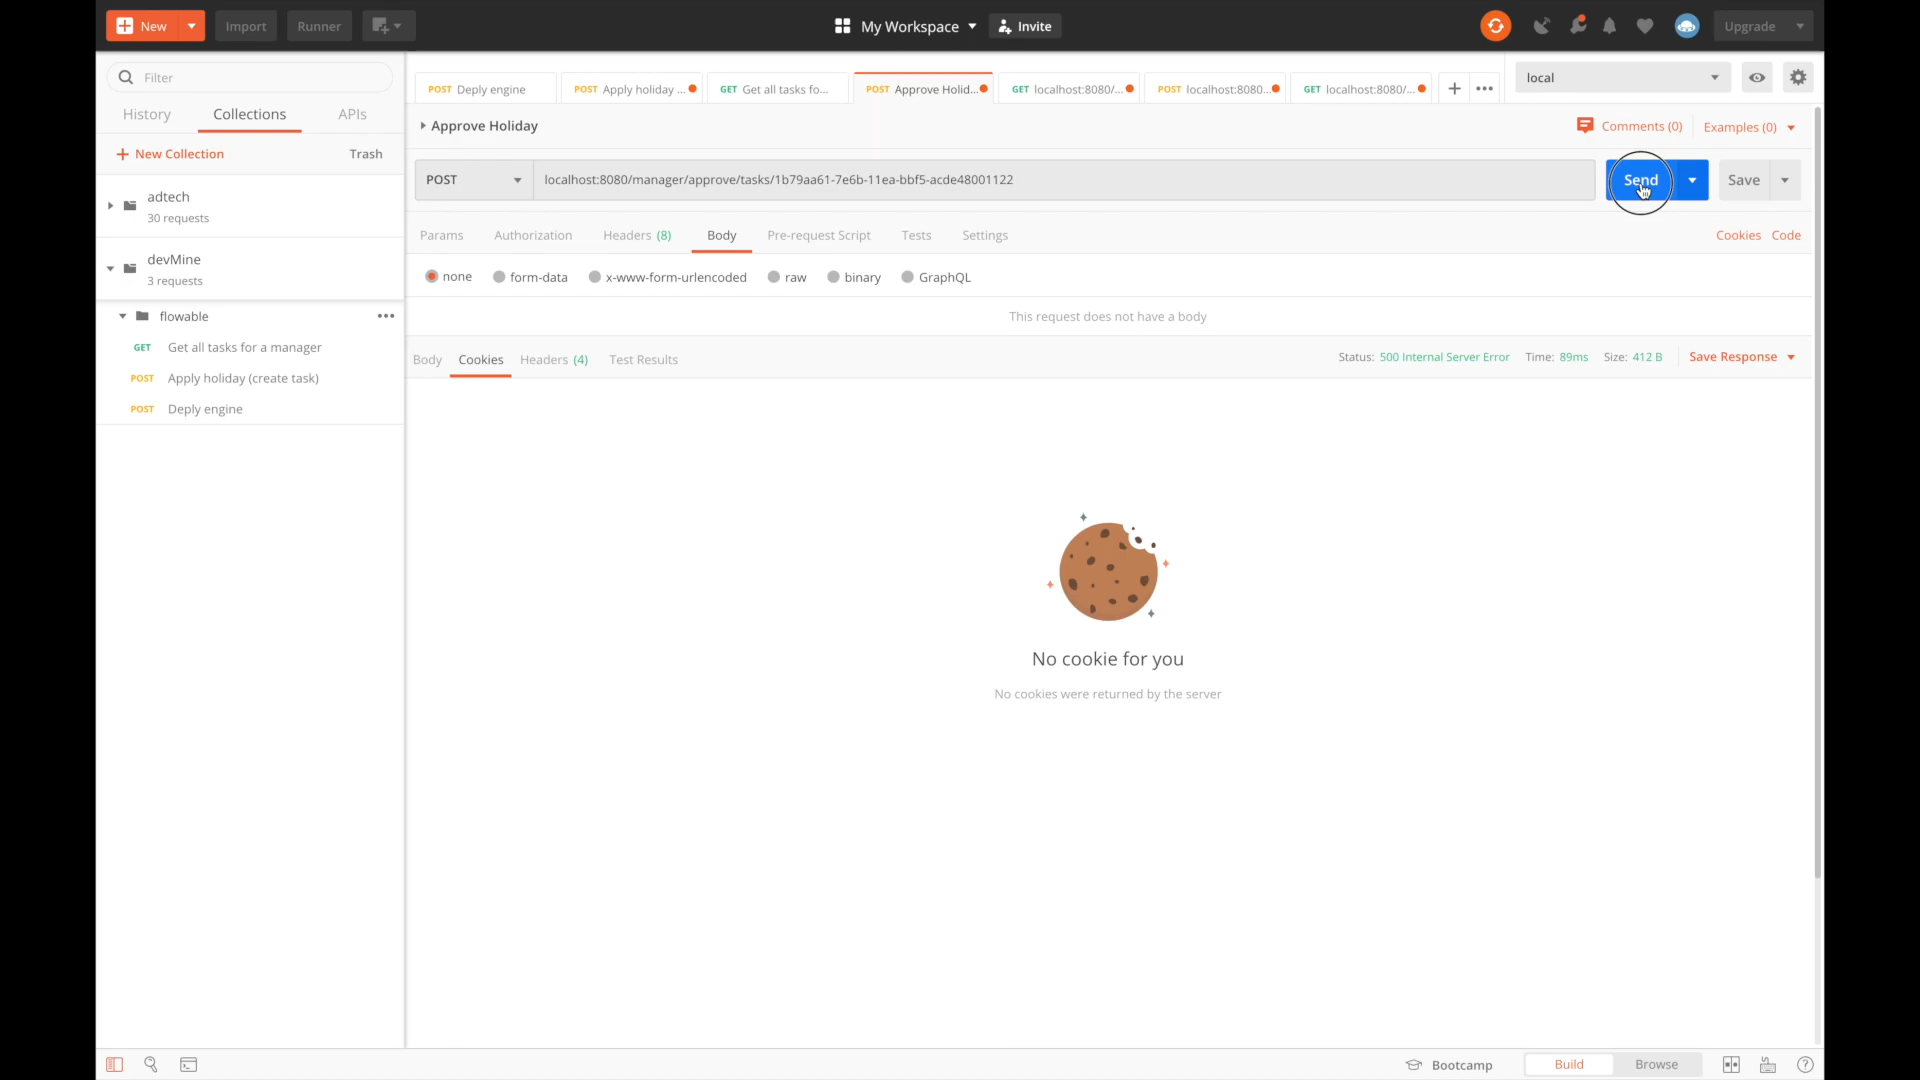 New
Import
Runner
My Workspace
Invite
Upgrade
Filter
History
Collections
APIs
New Collection
Trash
adtech
30 requests
devMine
3 requests
flowable
GET Get all tasks for a manager
POST Apply holiday (create task)
POST Deply engine
POST Deply engine
POST Apply holiday ...
GET Get all tasks fo...
POST Approve Holid...
GET localhost:8080/...
POST localhost:8080...
GET localhost:8080/...
local
Approve Holiday
Comments (0)
Examples (0)
POST
localhost:8080/manager/approve/tasks/1b79aa61-7e6b-11ea-bbf5-acde48001122
Send
Save
Params
Authorization
Headers (8)
Body
Pre-request Script
Tests
Settings
Cookies
Code
none
form-data
x-www-form-urlencoded
raw
binary
GraphQL
This request does not have a body
Body
Cookies
Headers (4)
Test Results
Status: 500 Internal Server Error
Time: 89ms
Size: 412 B
Save Response
No cookie for you
No cookies were returned by the server
Bootcamp
Build
Browse